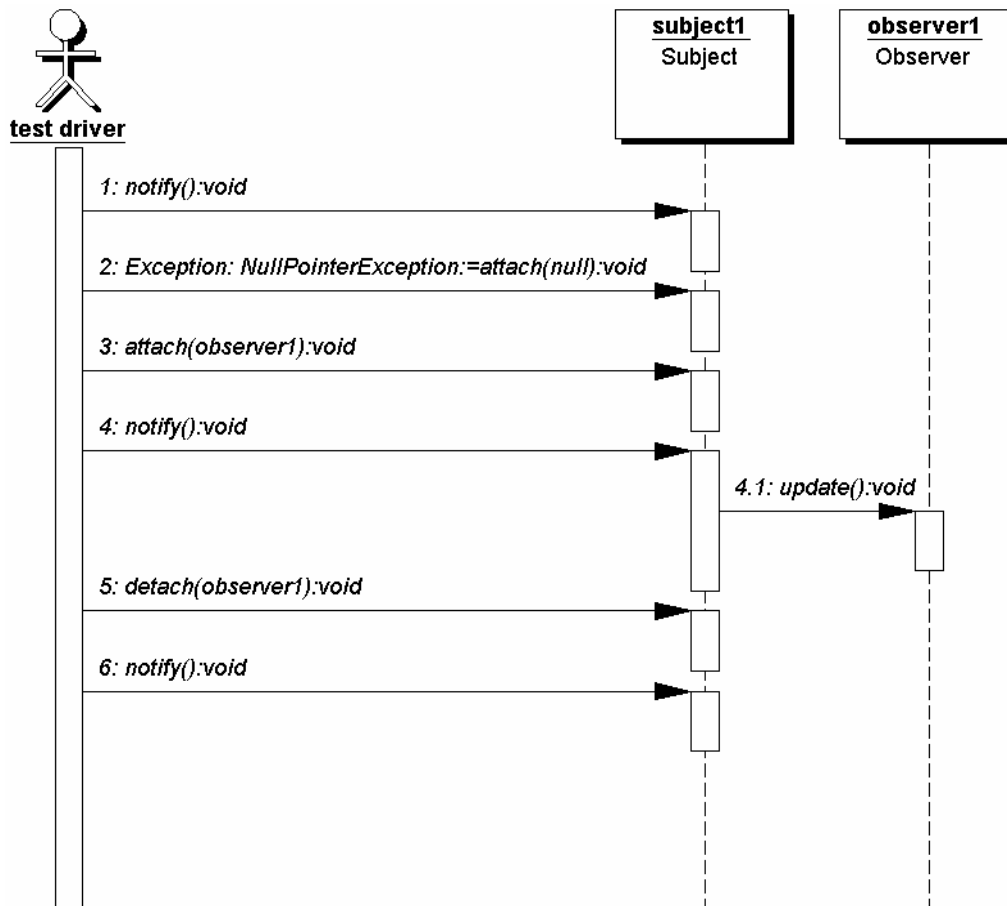 test driver
subject1
Subject
observer1
Observer
1: notify():void
2: Exception: NullPointerException:=attach(null):void
3: attach(observer1):void
4: notify():void
4.1: update():void
5: detach(observer1):void
6: notify():void